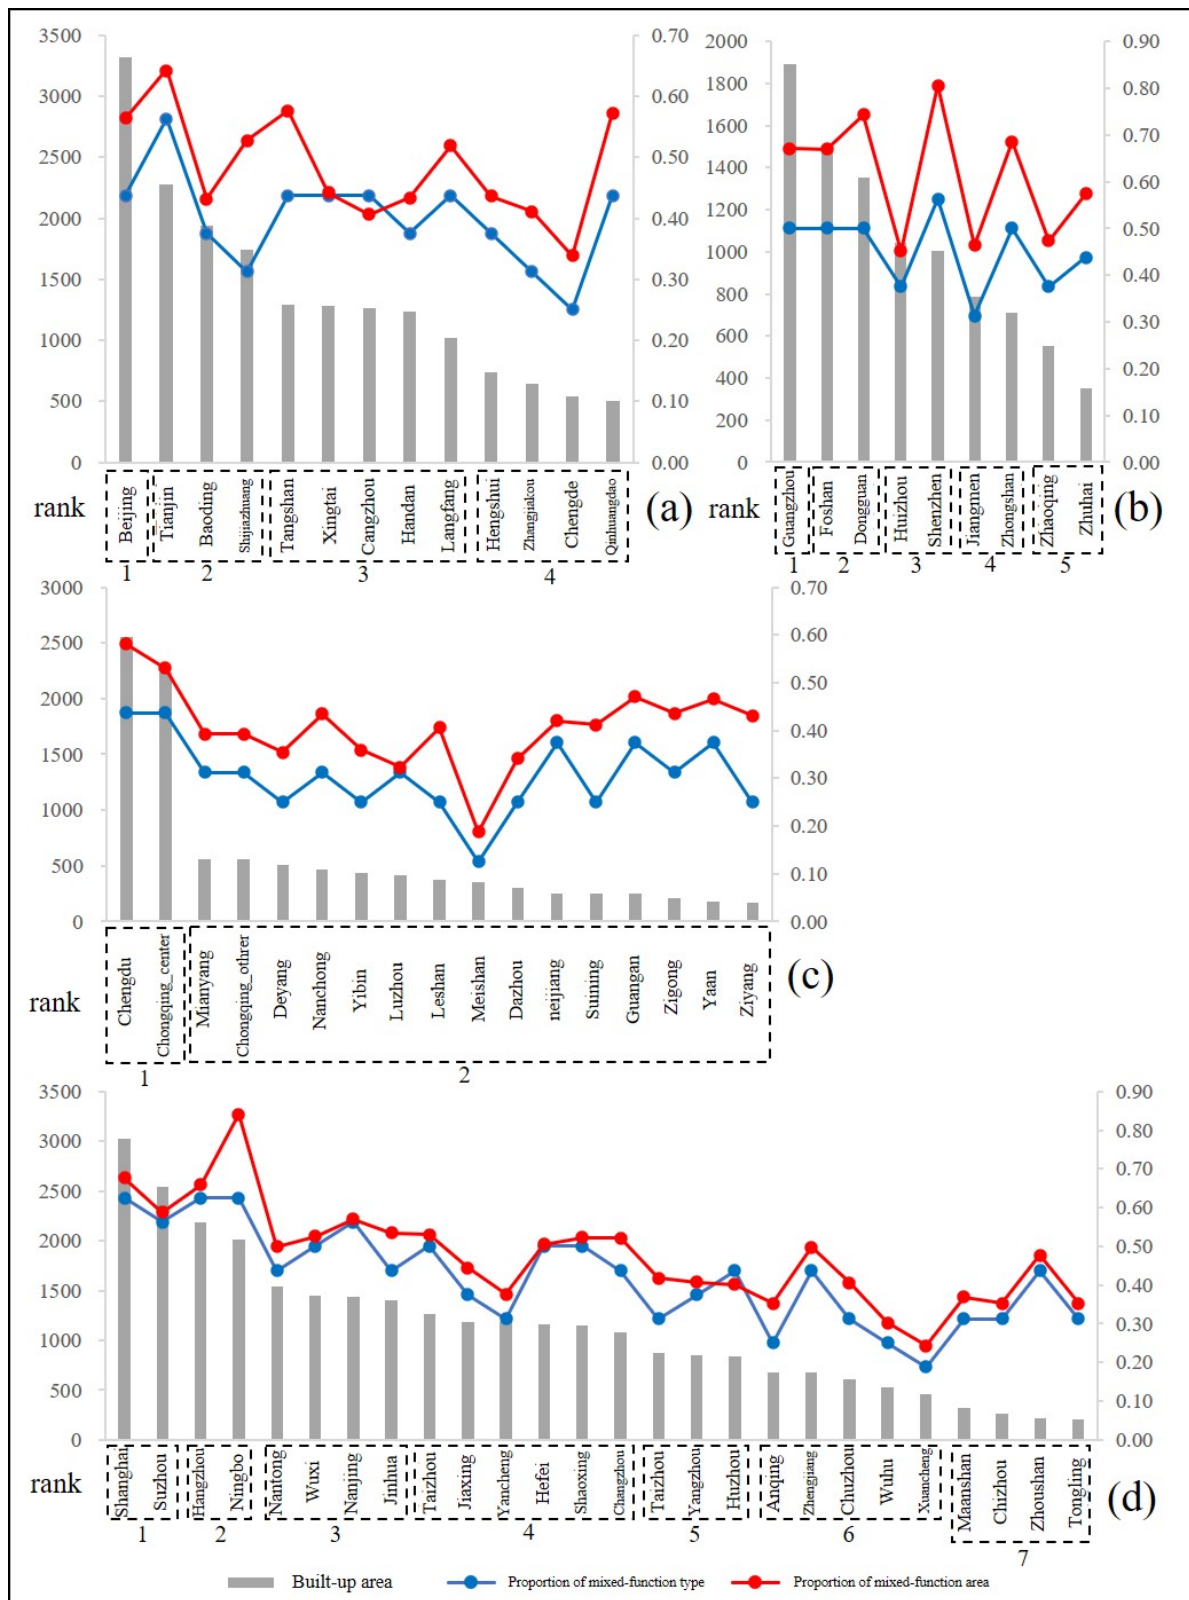 3500
3000
2500
2000
1500
1000
500
0
0.70
0.60
0.50
0.40
0.30
0.20
0.10
0.00
rank
Beijing
Tianjin
Baoding
Shijiazhuang
Tangshan
Xingtai
Cangzhou
Handan
Langfang
Hengshui
Zhangjiakou
Chengde
Qinhuangdao
1
2
3
4
(a)
2000
1800
1600
1400
1200
1000
800
600
400
200
0
0.90
0.80
0.70
0.60
0.50
0.40
0.30
0.20
0.10
0.00
rank
Guangzhou
Foshan
Dongguan
Huizhou
Shenzhen
Jiangmen
Zhongshan
Zhaoqing
Zhuhai
1
2
3
4
5
(b)
3000
2500
2000
1500
1000
500
0
0.70
0.60
0.50
0.40
0.30
0.20
0.10
0.00
rank
Chengdu
Chongqing_center
Mianyang
Chongqing_othrer
Deyang
Nanchong
Yibin
Luzhou
Leshan
Meishan
Dazhou
neijiang
Suining
Guangan
Zigong
Yaan
Ziyang
1
2
(c)
3500
3000
2500
2000
1500
1000
500
0
0.90
0.80
0.70
0.60
0.50
0.40
0.30
0.20
0.10
0.00
rank
Shanghai
Suzhou
Hangzhou
Ningbo
Nantong
Wuxi
Nanjing
Jinhua
Taizhou
Jiaxing
Yancheng
Hefei
Shaoxing
Changzhou
Taizhou
Yangzhou
Huzhou
Anqing
Zhengjiang
Chuzhou
Wuhu
Xuancheng
Maanshan
Chizhou
Zhoushan
Tongling
1
2
3
4
5
6
7
(d)
Built-up area
Proportion of mixed-function type
Proportion of mixed-function area